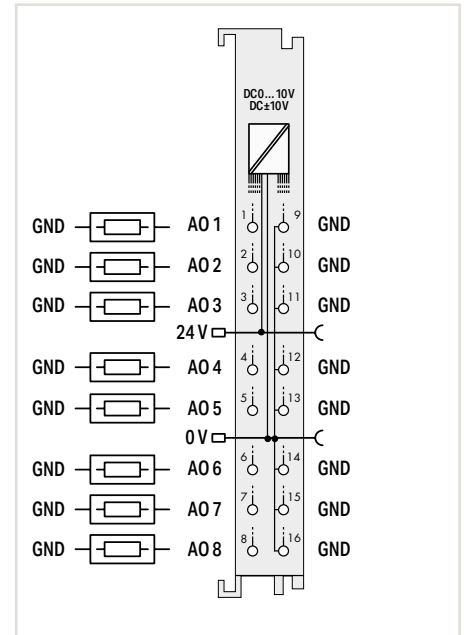 DC0...10V
DC±10V
GND AO 1 1 9 GND
GND AO 2 2 10 GND
GND AO 3 3 11 GND
24 V
GND AO 4 4 12 GND
GND AO 5 5 13 GND
0 V
GND AO 6 6 14 GND
GND AO 7 7 15 GND
GND AO 8 8 16 GND